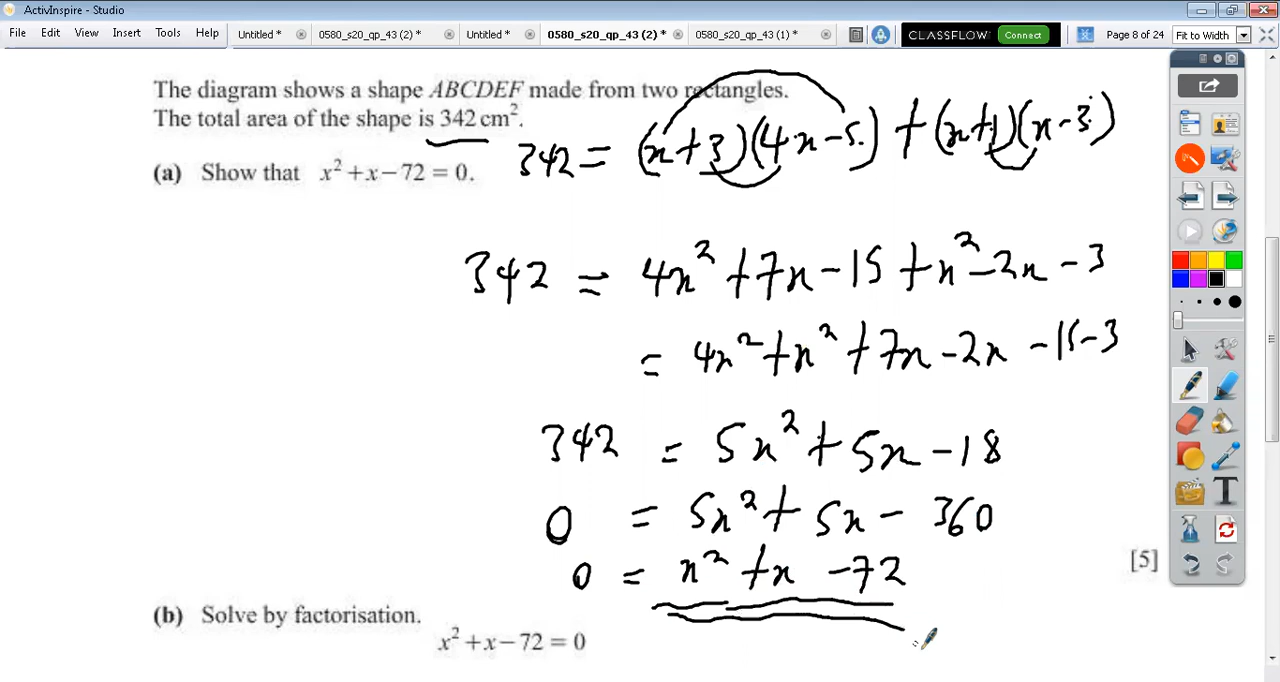 ActivInspire - Studio
File Edit View Insert Tools Help Untitled * 0580_s20_qp_43 (2) * Untitled * 0580_s20_qp_43 (2) * 0580_s20_qp_43 (1) * CLASSFLOW Connect Page 8 of 24 Fit to Width
The diagram shows a shape ABCDEF made from two rectangles.
The total area of the shape is 342 cm².
342 = (x+3)(4x-5) + (x+1)(x-3)
(a) Show that x² + x − 72 = 0.
342 = 4x² + 7x - 15 + x² - 2x - 3
= 4x² + x² + 7x - 2x - 15 - 3
342 = 5x² + 5x - 18
0 = 5x² + 5x - 360
0 = x² + x - 72
[5]
(b) Solve by factorisation.
x² + x − 72 = 0